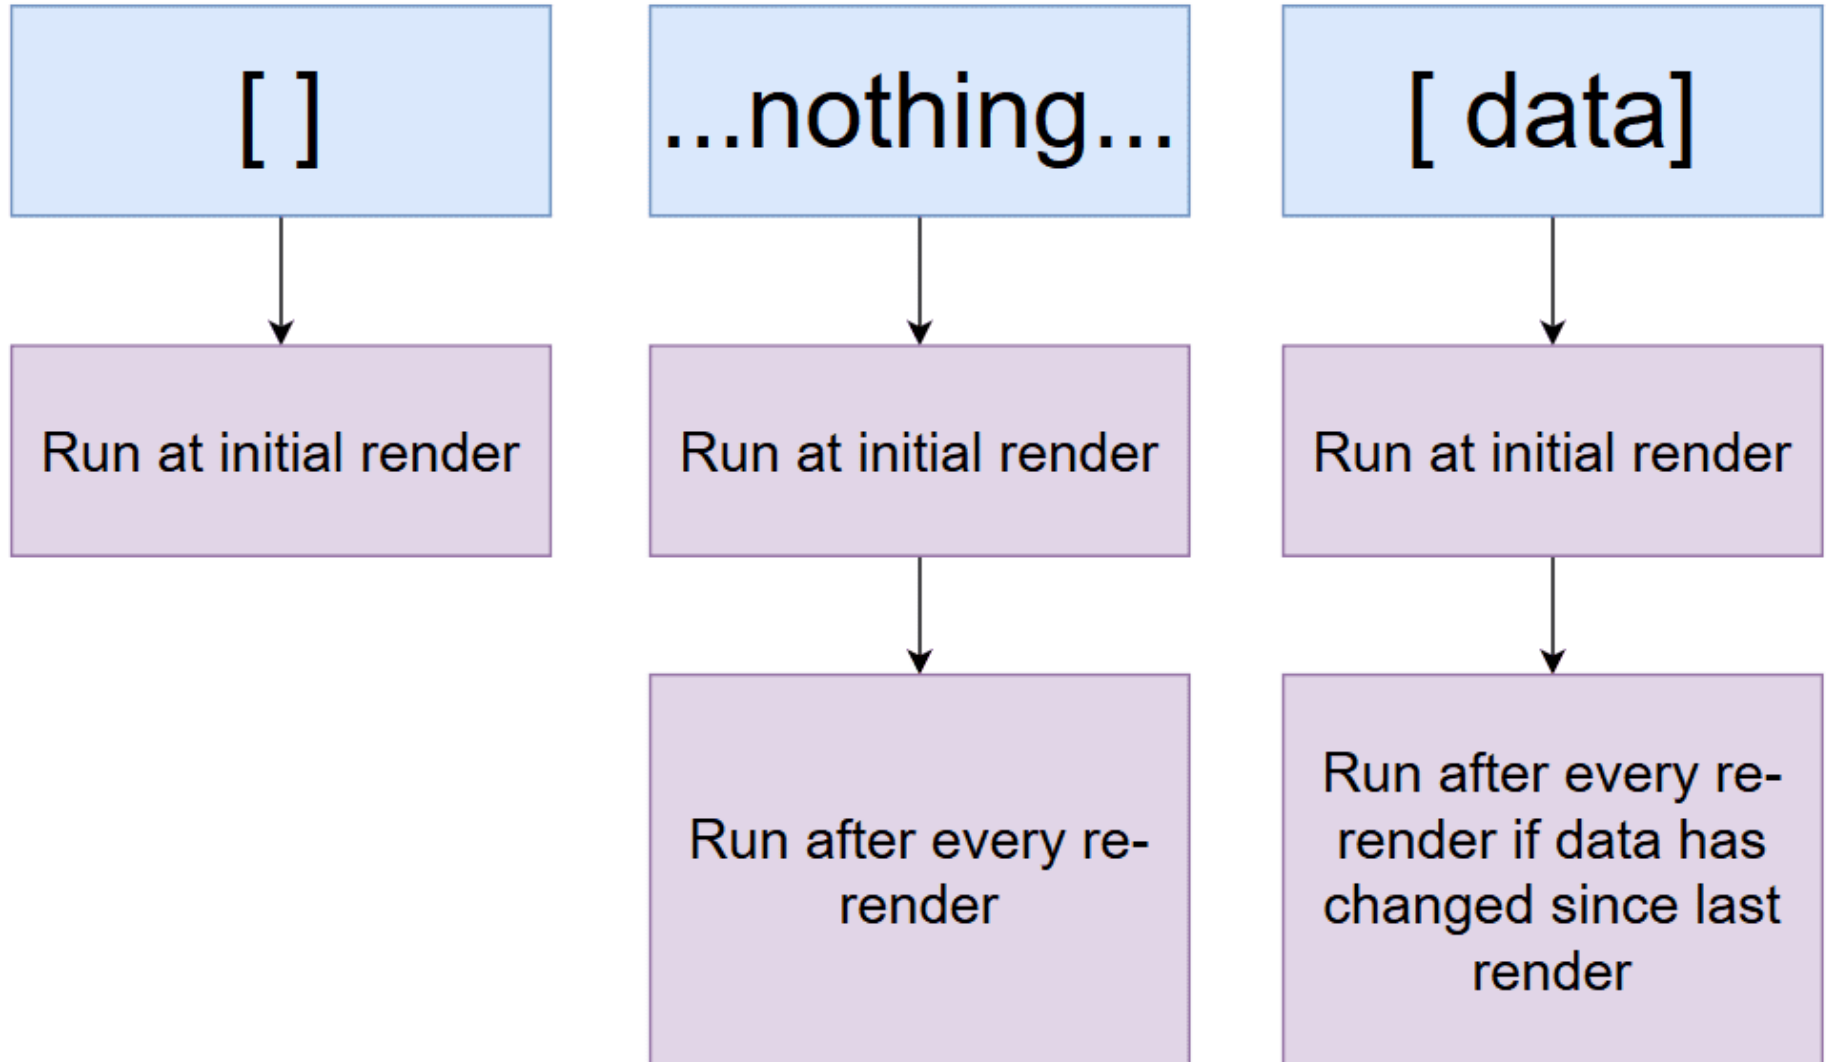 [ ]
...nothing...
[ data]
Run at initial render
Run at initial render
Run at initial render
Run after every re-
render
Run after every re-
render if data has
changed since last
render